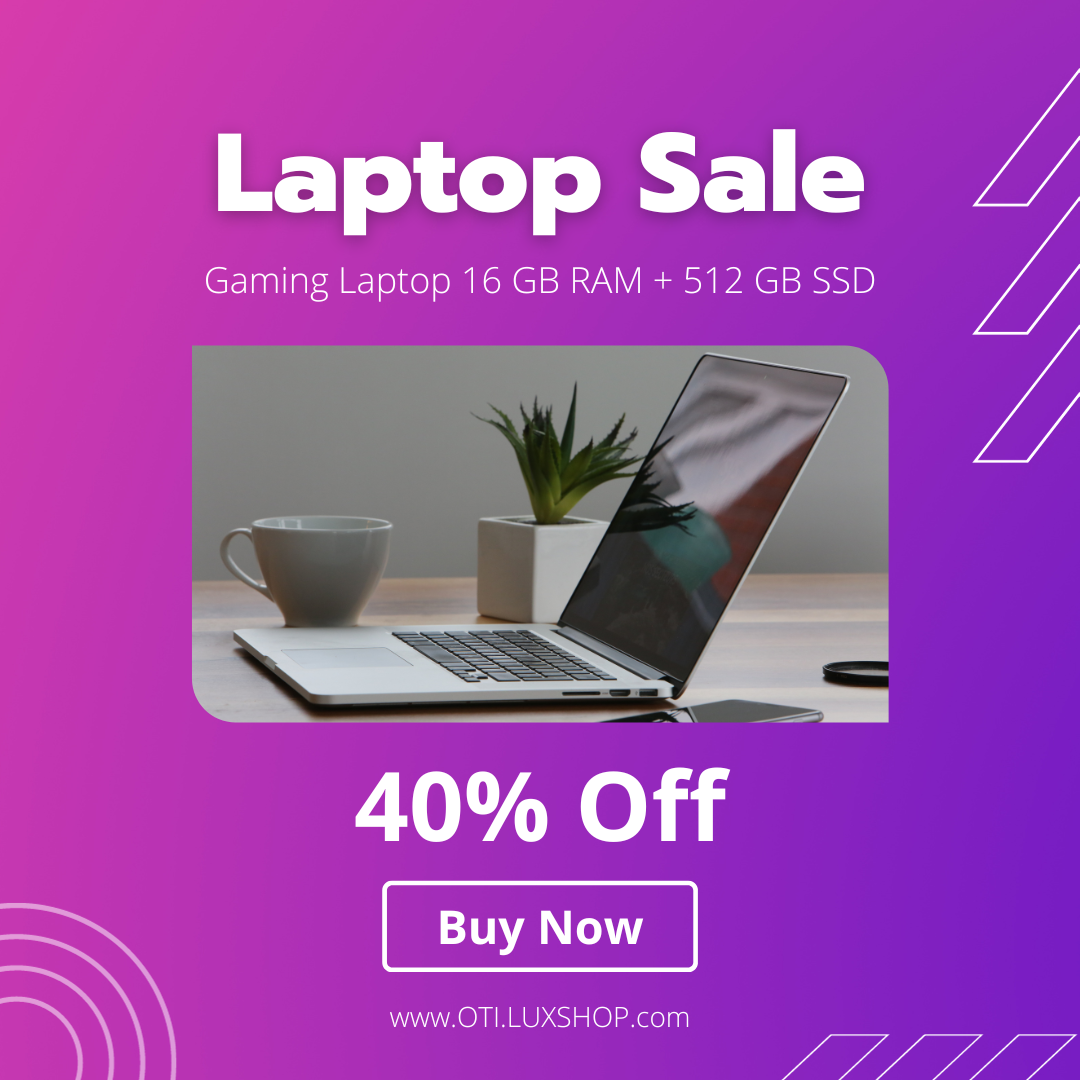 Laptop Sale
Gaming Laptop 16 GB RAM + 512 GB SSD
40% Off
Buy Now
www.OTI.LUXSHOP.com